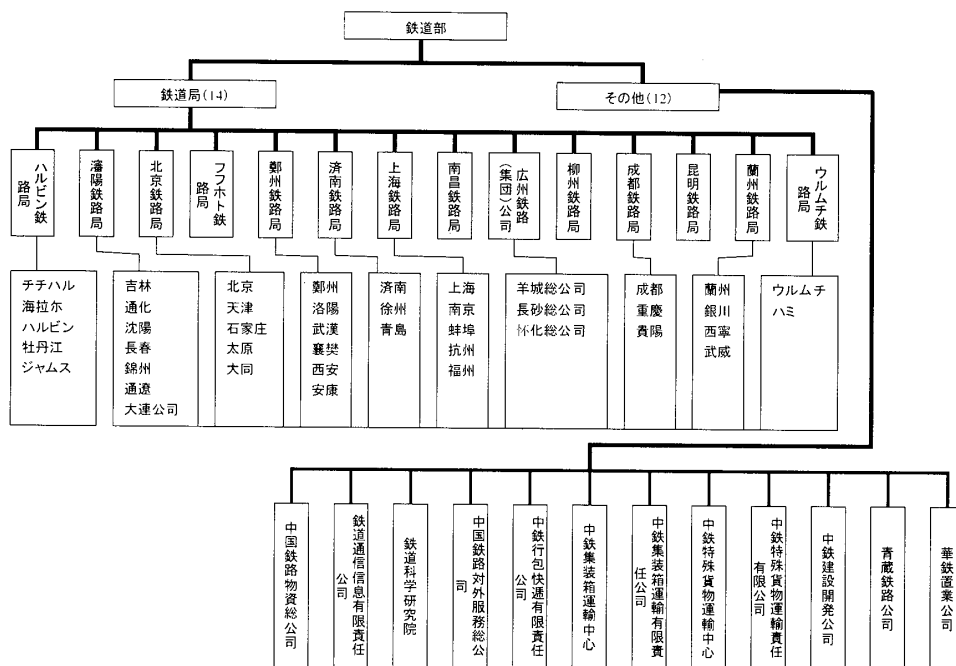 鉄道部
鉄道局(14)
その他(12)
ハルビン鉄
路局
瀋陽鉄路局
北京鉄路局
フフホト鉄
路局
鄭州鉄路局
済南鉄路局
上海鉄路局
南昌鉄路局
広州鉄路
(集団)公司
柳州鉄路局
成都鉄路局
昆明鉄路局
蘭州鉄路局
ウルムチ鉄
路局
チチハル
海拉尔
ハルビン
牡丹江
ジャムス
吉林
通化
沈陽
長春
錦州
通遼
大連公司
北京
天津
石家庄
太原
大同
鄭州
洛陽
武漢
襄樊
西安
安康
済南
徐州
青島
上海
南京
蚌埠
杭州
福州
羊城総公司
長砂総公司
怀化総公司
成都
重慶
貴陽
蘭州
銀川
西寧
武威
ウルムチ
ハミ
中国鉄路物資総公司
鉄道通信信息有限責任
公司
鉄道科学研究院
中国鉄路対外服務総公
司
中鉄行包快遞有限責任
公司
中鉄集装箱運輸中心
中鉄集装箱運輸有限責
任公司
中鉄特殊貨物運輸中心
中鉄特殊貨物運輸責任
有限公司
中鉄建設開発公司
青蔵鉄路公司
華鉄置業公司